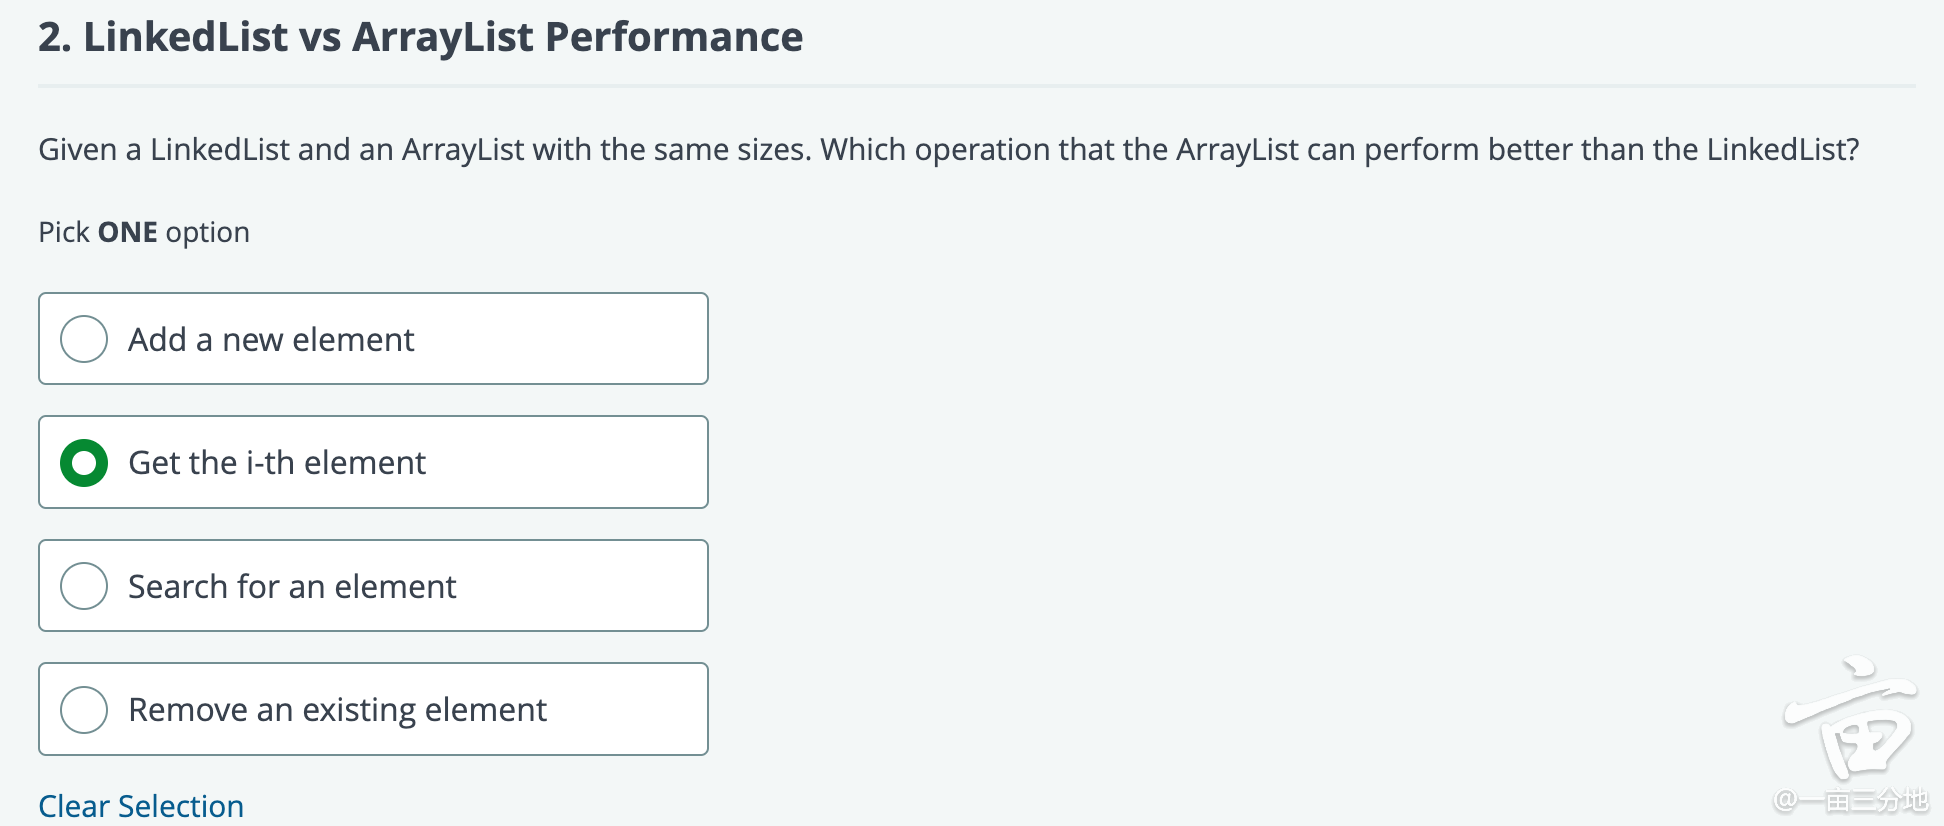 2. LinkedList vs ArrayList Performance
Given a LinkedList and an ArrayList with the same sizes. Which operation that the ArrayList can perform better than the LinkedList?
Pick ONE option
Add a new element
Get the i-th element
Search for an element
Remove an existing element
Clear Selection
亩
@一亩三分地